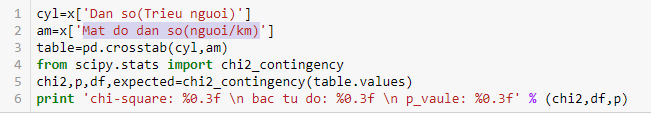 1 cyl=x['Dan so(Trieu nguoi)']
2 am=x['Mat do dan so(nguoi/km)']
3 table=pd.crosstab(cyl,am)
4 from scipy.stats import chi2_contingency
5 chi2,p,df,expected=chi2_contingency(table.values)
6 print 'chi-square: %0.3f \n bac tu do: %0.3f \n p_vaule: %0.3f' % (chi2,df,p)